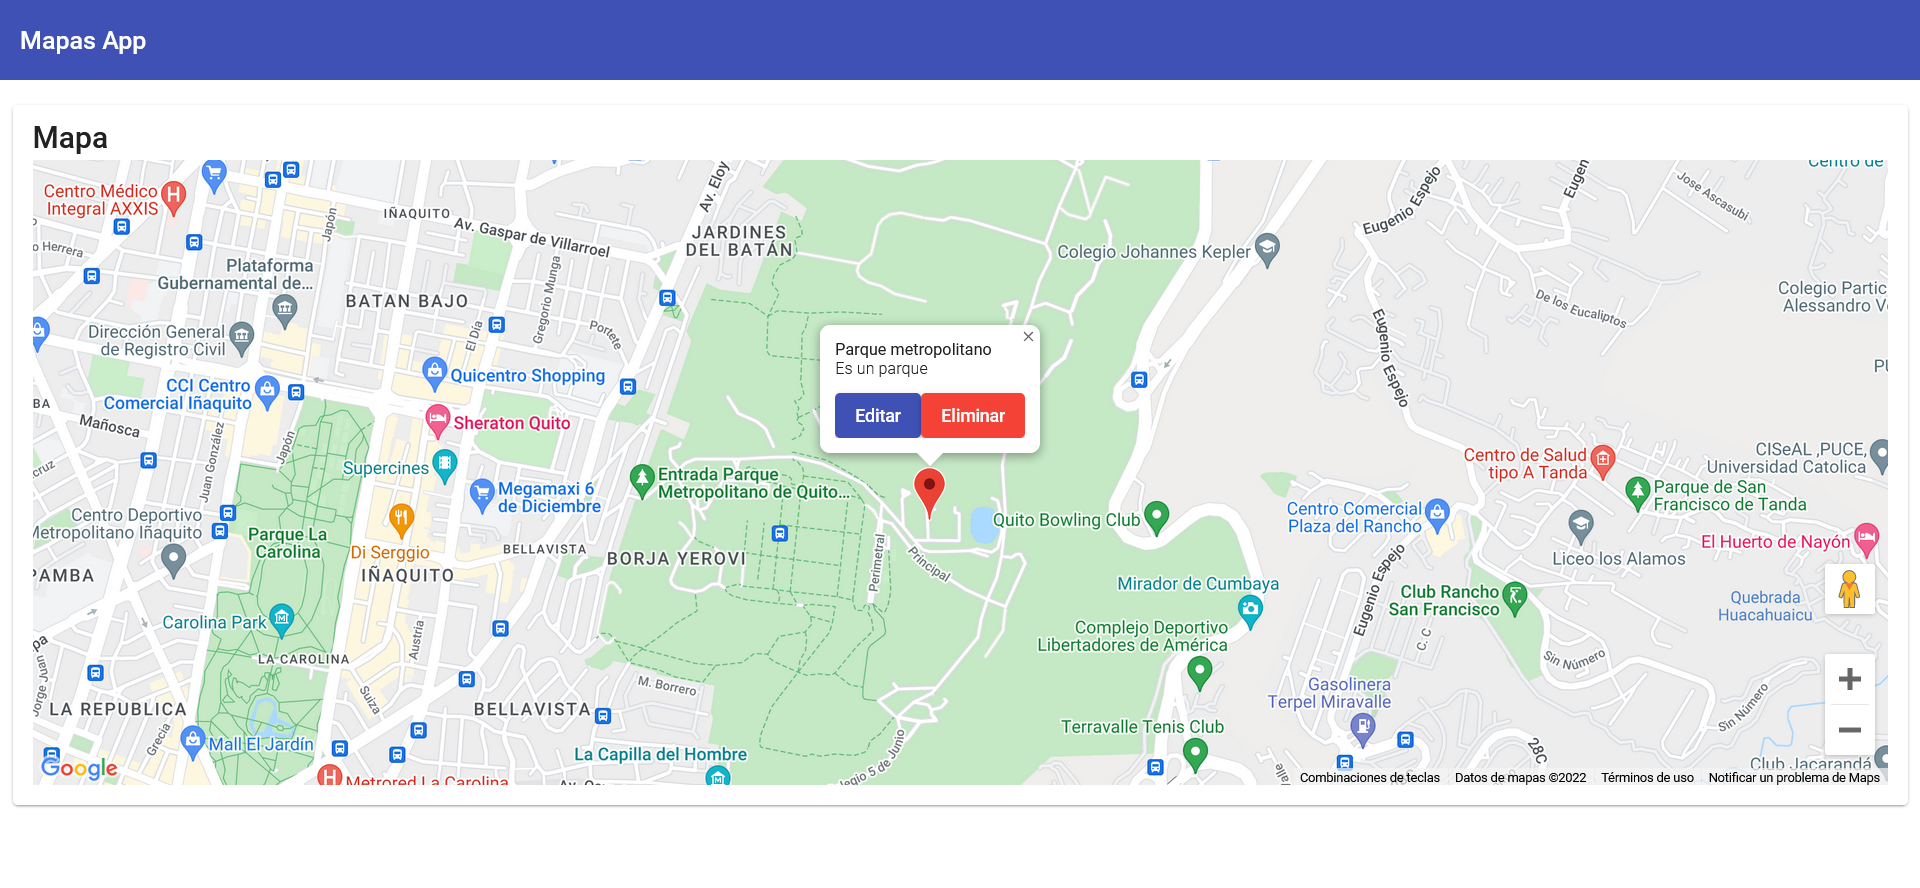 Mapas App
Mapa
Centro de
Centro Médico
Integral AXXIS
Japón
IÑAQUITO
Av. Gaspar de Villarroel
Av. Eloy
JARDINES
DEL BATÁN
Colegio Johannes Kepler
Eugenio Espejo
Eugen
Jose Ascasubi
o Herrera
Plataforma
Gubernamental de...
BATAN BAJO
Gregorio Munga
Colegio Partic
Alessandro Vo
De los Eucaliptos
Dirección General
de Registro Civil
El Día
Portete
Eugenio Espejo
Parque metropolitano
Es un parque
Editar
Eliminar
CCI Centro
Comercial Iñaquito
Quicentro Shopping
BA
Mañosca
Sheraton Quito
Japón
Juan González
cruz
Supercines
Entrada Parque
Metropolitano de Quito...
Megamaxi 6
de Diciembre
Centro de Salud
tipo A Tanda
CISeAL ,PUCE,
Universidad Catolica
Parque de San
Francisco de Tanda
Centro Deportivo
Metropolitano Iñaquito
Parque La
Carolina
Di Serggio
IÑAQUITO
BELLAVISTA
BORJA YEROVI
Perimetral
Principal
Quito Bowling Club
Centro Comercial
Plaza del Rancho
Liceo los Alamos
El Huerto de Nayón
PAMBA
Mirador de Cumbaya
Eugenio Espejo
Club Rancho
San Francisco
Quebrada
Huacahuaicu
Carolina Park
Austria
Complejo Deportivo
Libertadores de América
C. C
Sin Número
LA CAROLINA
Jorge Juan
Suiza
M. Borrero
Gasolinera
Terpel Miravalle
Sin Número
LA REPUBLICA
Grecia
BELLAVISTA
Terravalle Tenis Club
Mall El Jardín
La Capilla del Hombre
legio 5 de Junio
28C
Club Jacarandá
Google
Metrored La Carolina
Combinaciones de teclas
Datos de mapas ©2022
Términos de uso
Notificar un problema de Maps